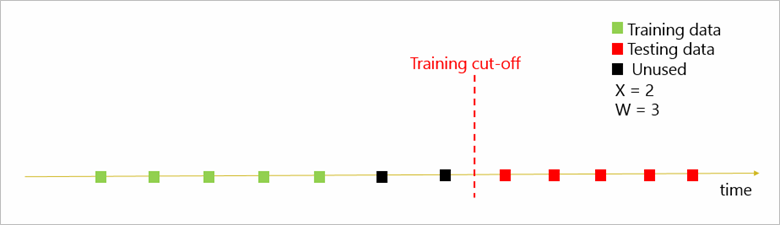 Training data
Testing data
Unused
X = 2
W = 3
Training cut-off
time